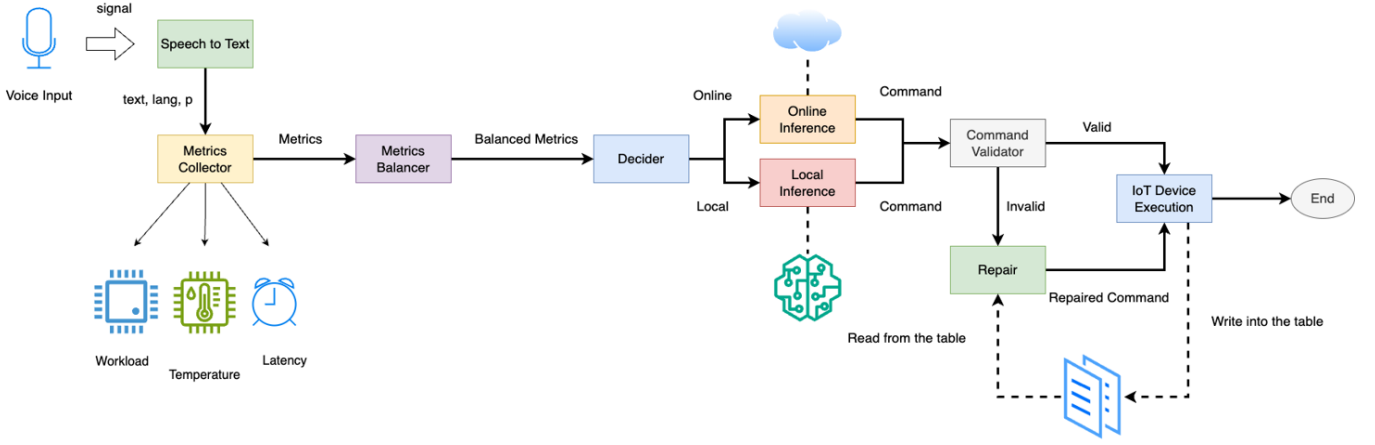 signal
Voice Input
Speech to Text
text, lang, p
Metrics
Collector
Metrics
Metrics
Balancer
Balanced Metrics
Decider
Online
Local
Online
Inference
Local
Inference
Command
Command
Command
Validator
Valid
Invalid
IoT Device
Execution
End
Repair
Repaired Command
Read from the table
Write into the table
Workload
Temperature
Latency